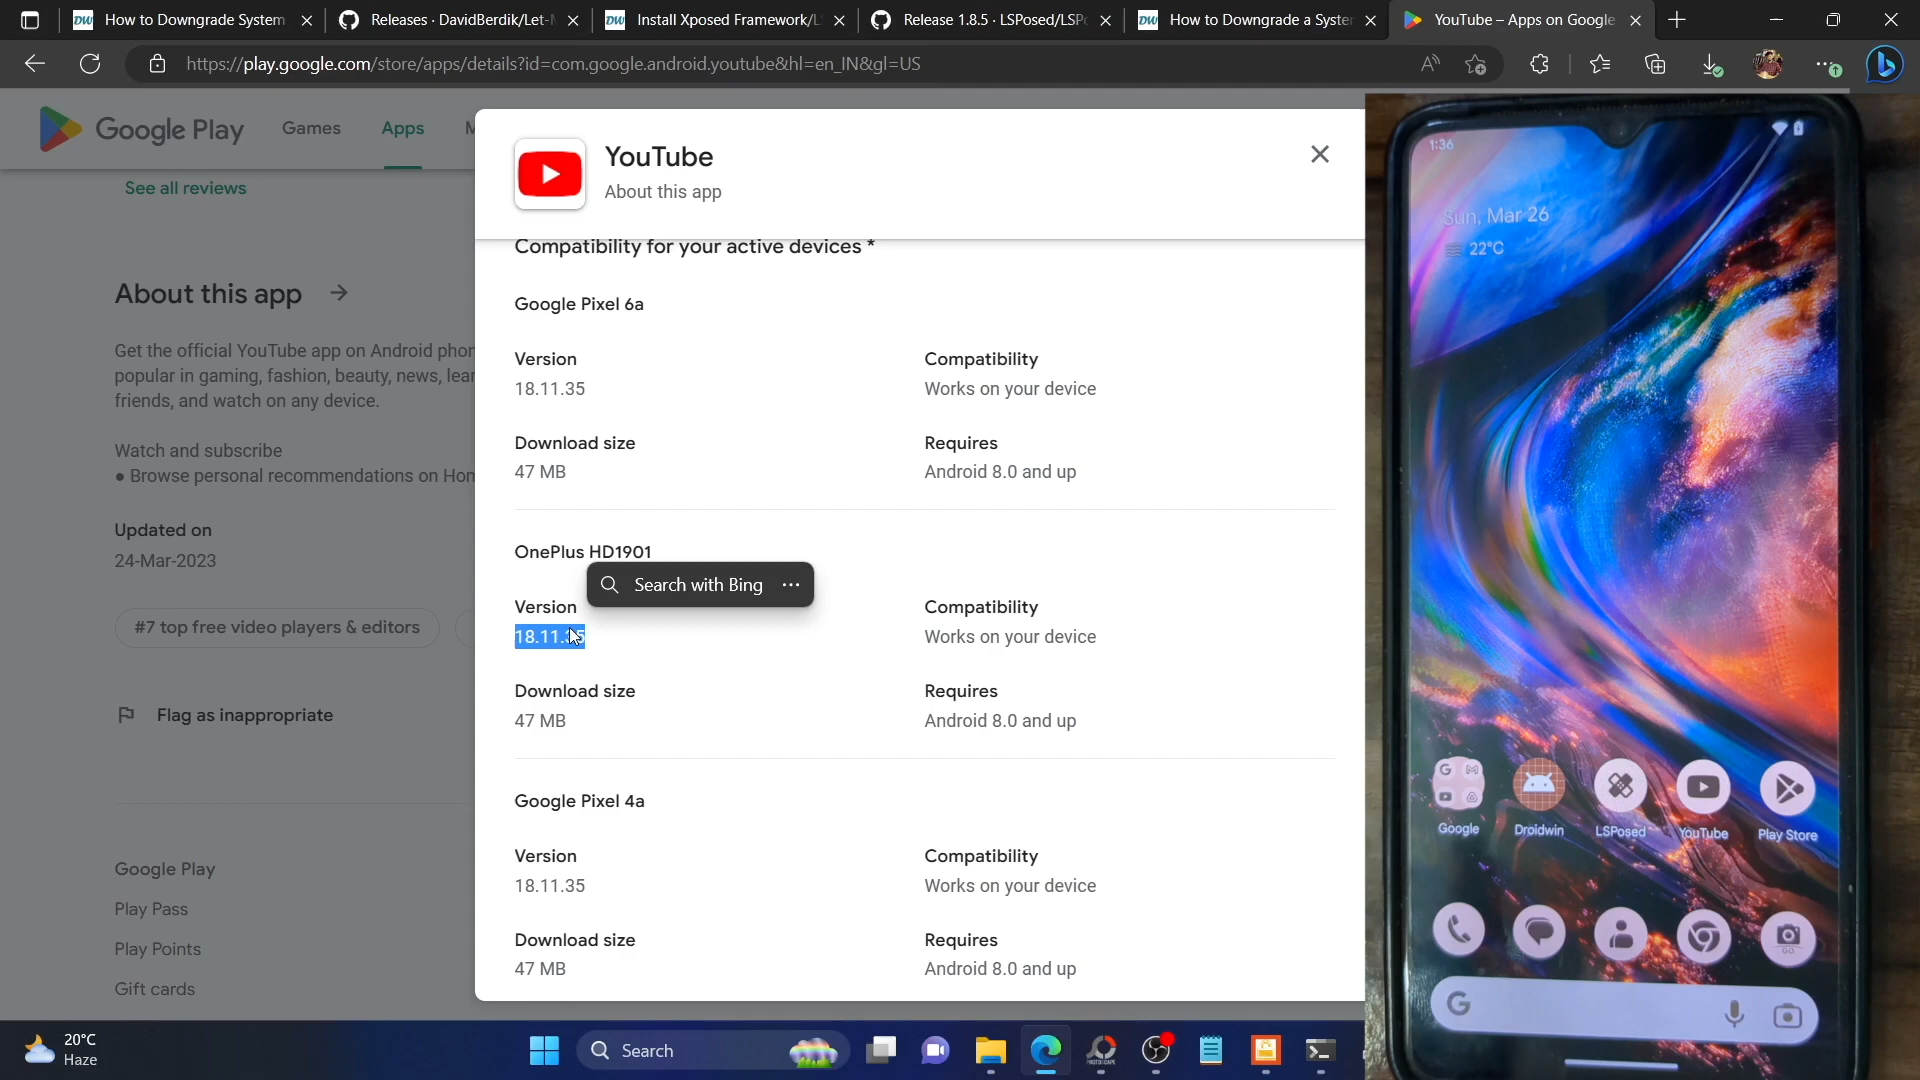 How to Downgrade System
Releases · DavidBerdik/Let-
Install Xposed Framework/LS
Release 1.8.5 · LSPosed/LSPo
How to Downgrade a System
YouTube – Apps on Google
https://play.google.com/store/apps/details?id=com.google.android.youtube&hl=en_IN&gl=US
Google Play
Games
Apps
M
See all reviews
About this app
Get the official YouTube app on Android phon
popular in gaming, fashion, beauty, news, lear
friends, and watch on any device.
Watch and subscribe
● Browse personal recommendations on Hom
Updated on
24-Mar-2023
#7 top free video players & editors
Flag as inappropriate
Google Play
Play Pass
Play Points
Gift cards
YouTube
About this app
Compatibility for your active devices *
Google Pixel 6a
Version
18.11.35
Compatibility
Works on your device
Download size
47 MB
Requires
Android 8.0 and up
OnePlus HD1901
Search with Bing
Version
18.11.35
Compatibility
Works on your device
Download size
47 MB
Requires
Android 8.0 and up
Google Pixel 4a
Version
18.11.35
Compatibility
Works on your device
Download size
47 MB
Requires
Android 8.0 and up
1:36
Sun, Mar 26
22°C
Google
Droidwin
LSPosed
YouTube
Play Store
20°C
Haze
Search